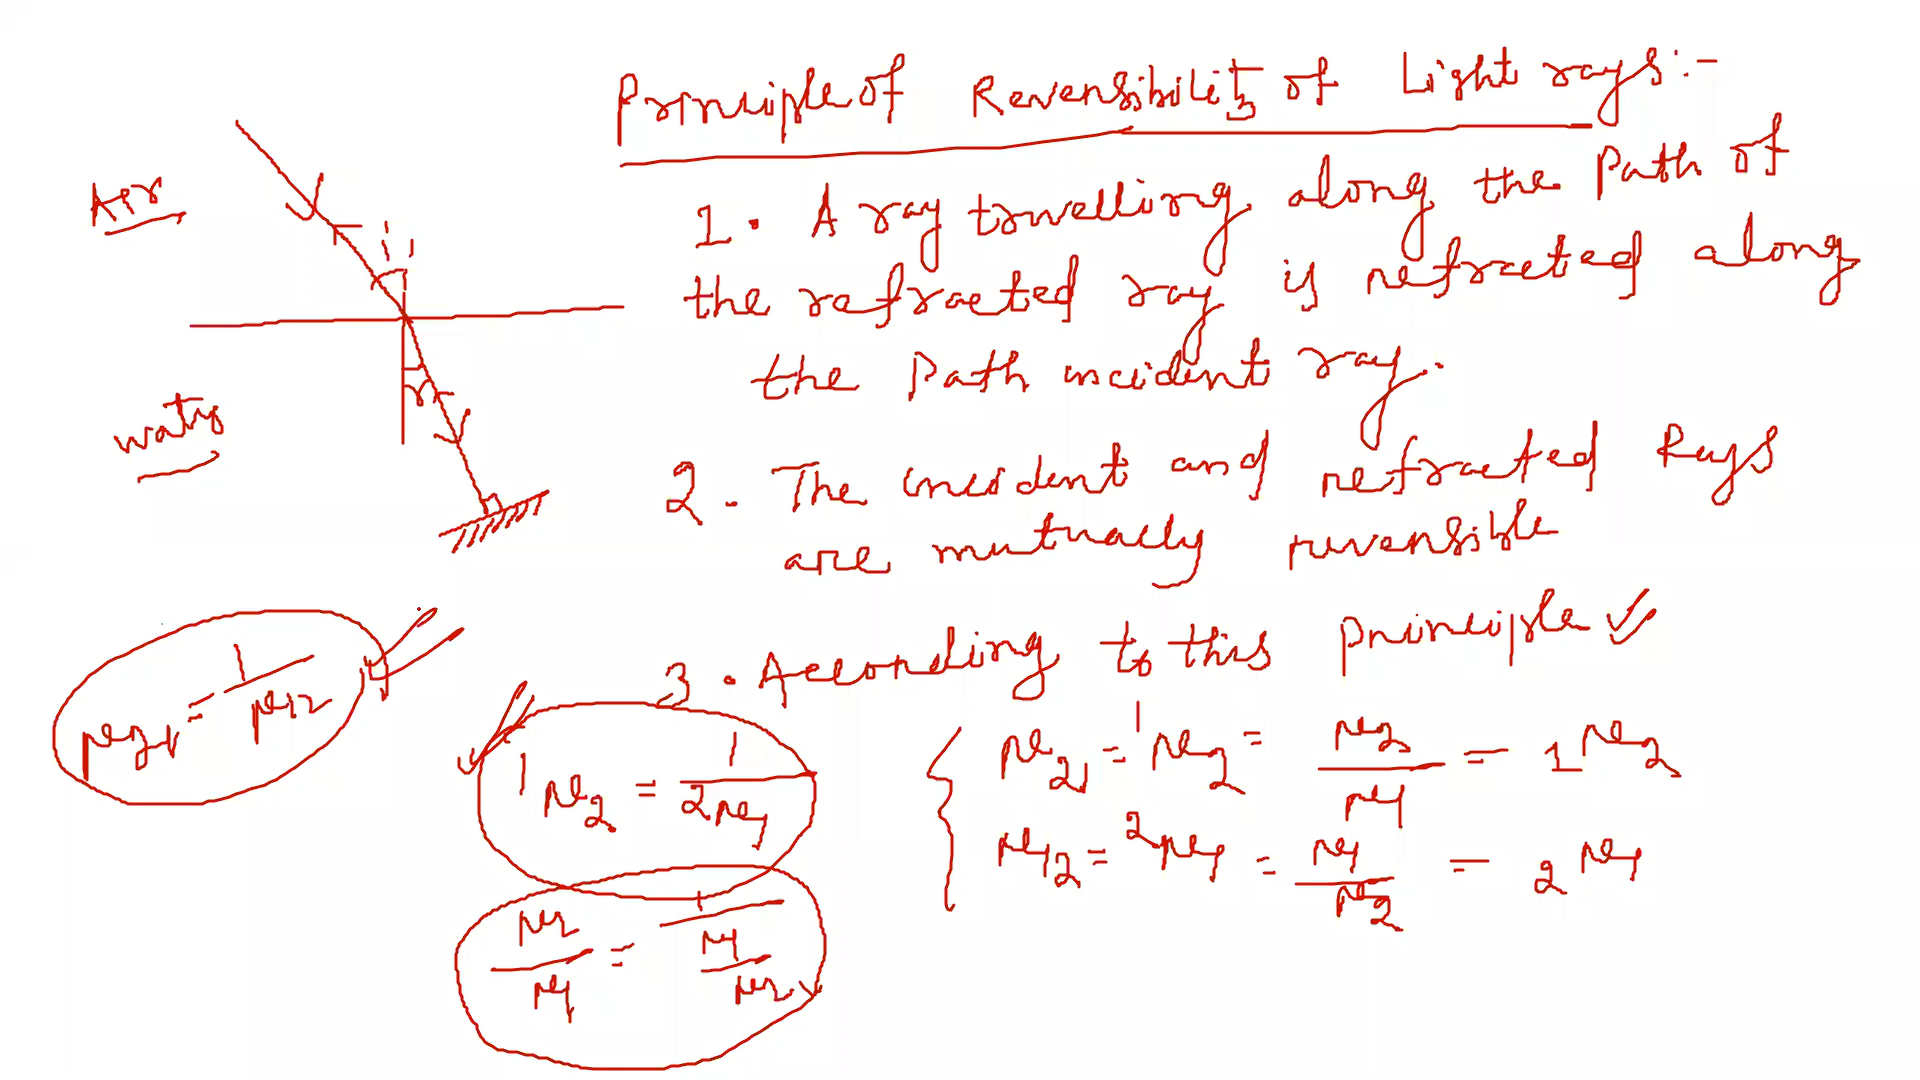 Principle of Reversibility of Light rays :-
1. A ray travelling along the Path of
the refracted ray is refracted along
the Path incident ray.
2. The incident and refracted Rays
are mutually reversible
3. According to this principle
μ21 = 1μ2 = μ2/μ1 = 1μ2
μ12 = 2μ1 = μ1/μ2 = 2μ1
Air
water
i
r
μ21 = 1/μ12
1μ2 = 1/2μ1
μ2/μ1 = 1/(μ1/μ2)